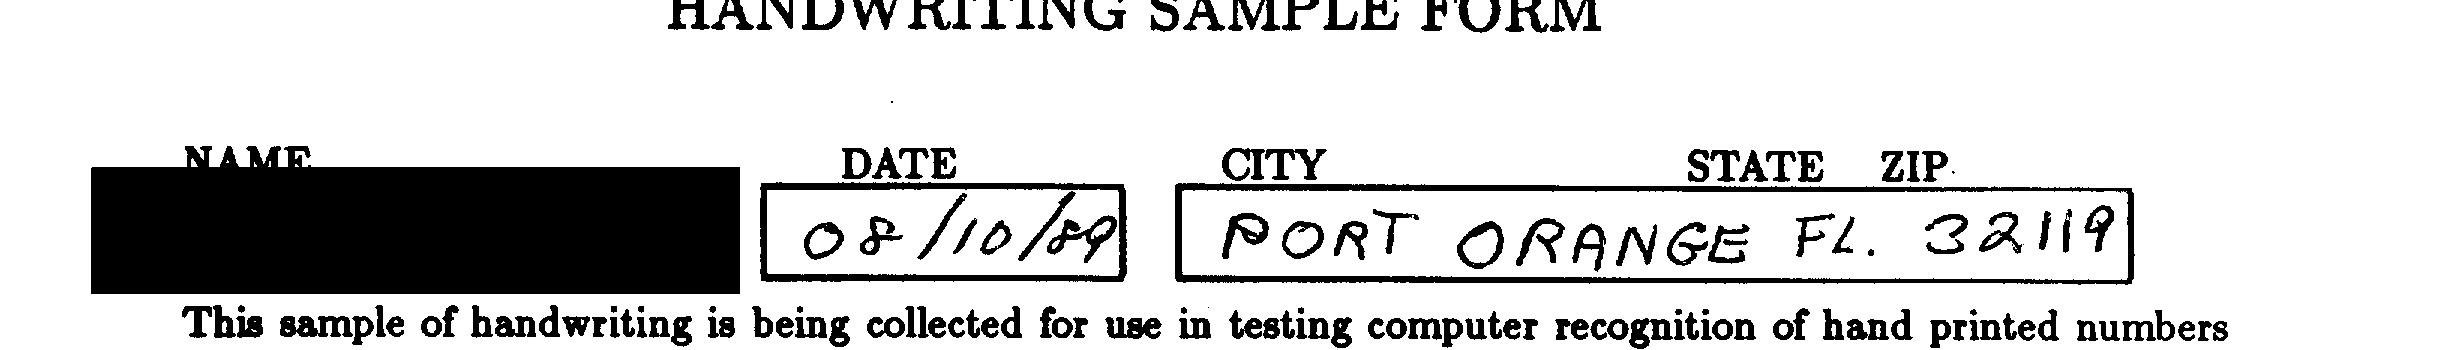 HANDWRITING SAMPLE FORM
NAME DATE CITY STATE ZIP
08/10/89 PORT ORANGE FL. 32119
This sample of handwriting is being collected for use in testing computer recognition of hand printed numbers